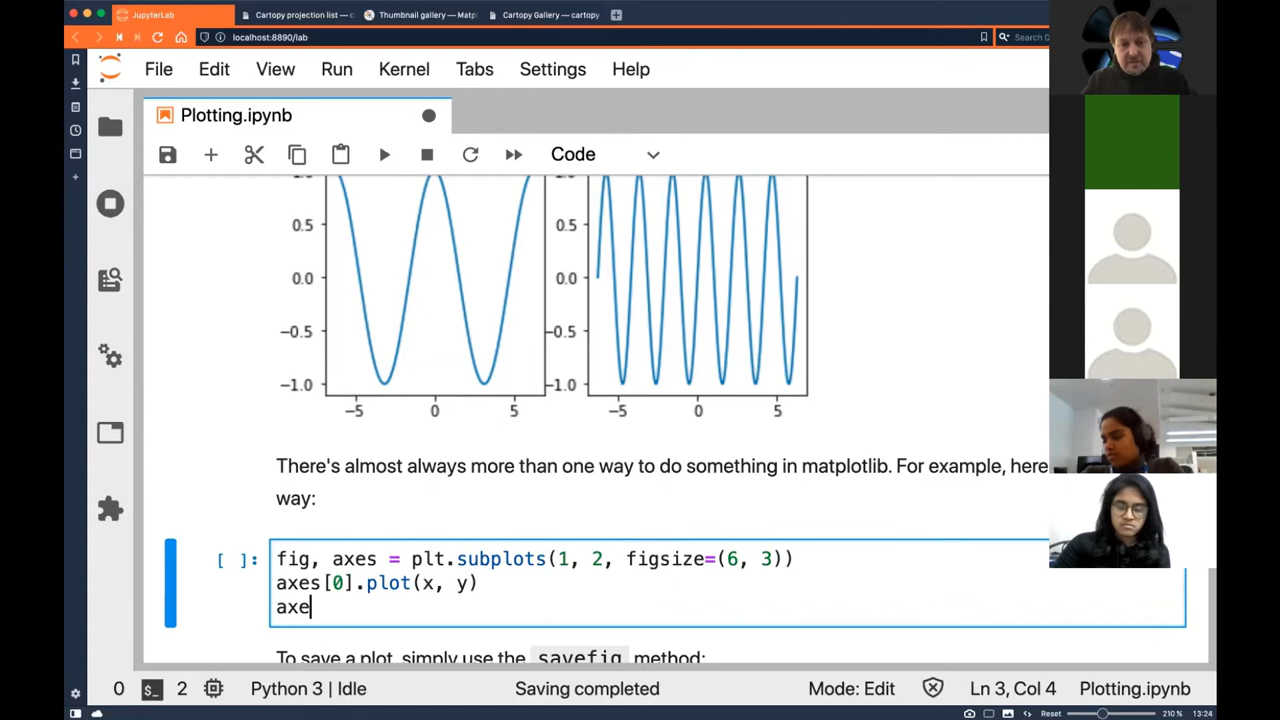 JupyterLab
Cartopy projection list — c
Thumbnail gallery — Matpl
Cartopy Gallery — cartopy
localhost:8890/lab
Search D
File Edit View Run Kernel Tabs Settings Help
Plotting.ipynb
Code
0.5
0.0
−0.5
−1.0
−5 0 5
0.5
0.0
−0.5
−1.0
−5 0 5
There's almost always more than one way to do something in matplotlib. For example, here
way:
[ ]:
fig, axes = plt.subplots(1, 2, figsize=(6, 3))
axes[0].plot(x, y)
axe
To save a plot, simply use the savefig method:
0 $_ 2 Python 3 | Idle Saving completed Mode: Edit Ln 3, Col 4 Plotting.ipynb
Reset 210 % 13:24